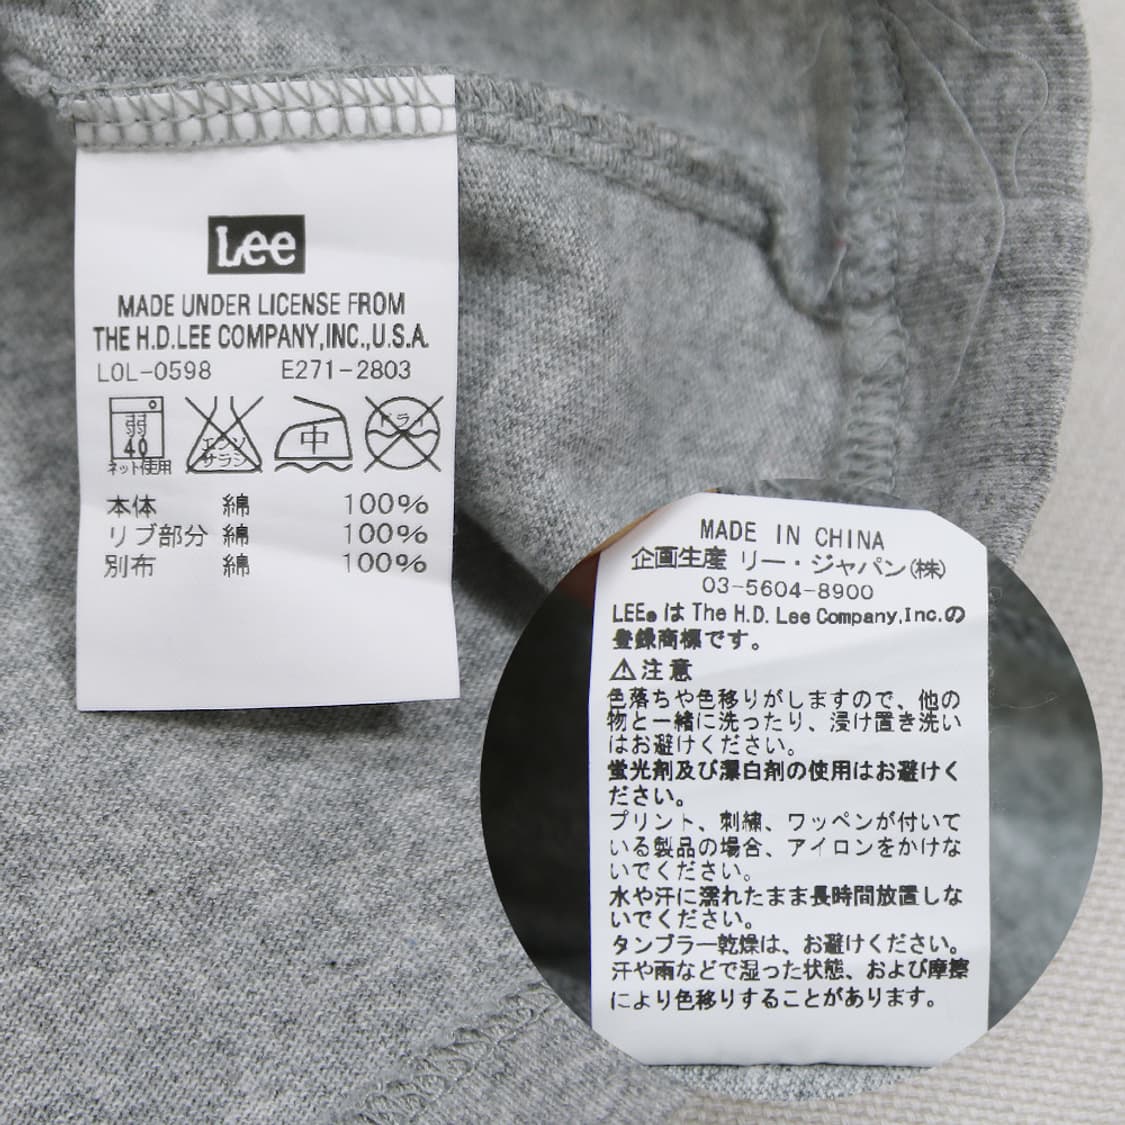 Lee
MADE UNDER LICENSE FROM
THE H.D.LEE COMPANY,INC.,U.S.A.
LOL-0598 E271-2803
弱
40
ネット使用
エンソ
サラシ
中
ドライ
本体 綿 100%
リブ部分 綿 100%
別布 綿 100%
MADE IN CHINA
企画生産 リー・ジャパン(株)
03-5604-8900
LEE®は The H.D. Lee Company,Inc.の
登録商標です。
⚠注意
色落ちや色移りがしますので、他の
物と一緒に洗ったり、浸け置き洗い
はお避けください。
蛍光剤及び漂白剤の使用はお避けく
ださい。
プリント、刺繍、ワッペンが付いて
いる製品の場合、アイロンをかけな
いでください。
水や汗に濡れたまま長時間放置しな
いでください。
タンブラー乾燥は、お避けください。
汗や雨などで湿った状態、および摩擦
により色移りすることがあります。